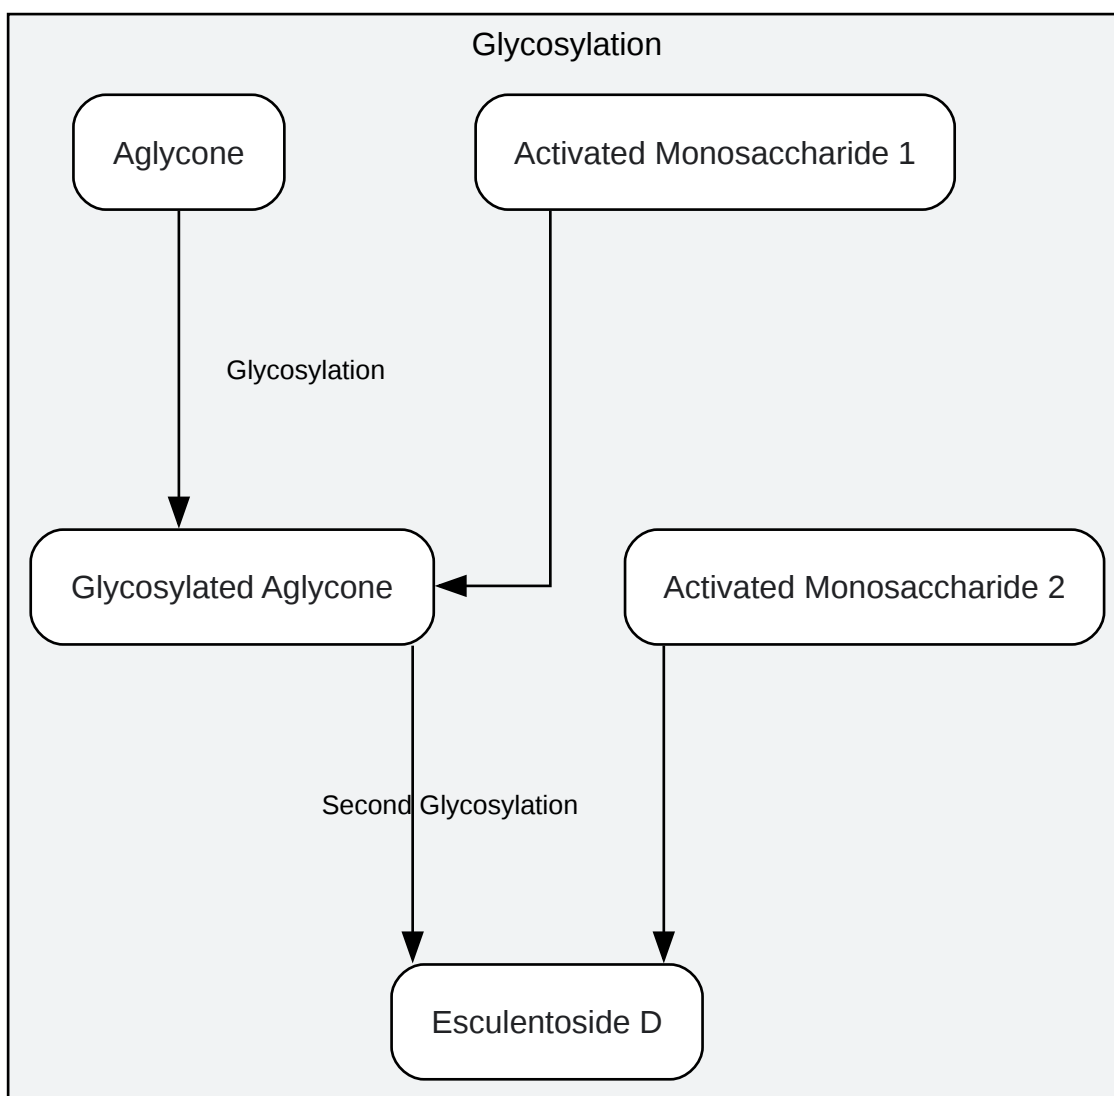 Glycosylation
Aglycone
Activated Monosaccharide 1
Glycosylation
Glycosylated Aglycone
Activated Monosaccharide 2
Second Glycosylation
Esculentoside D